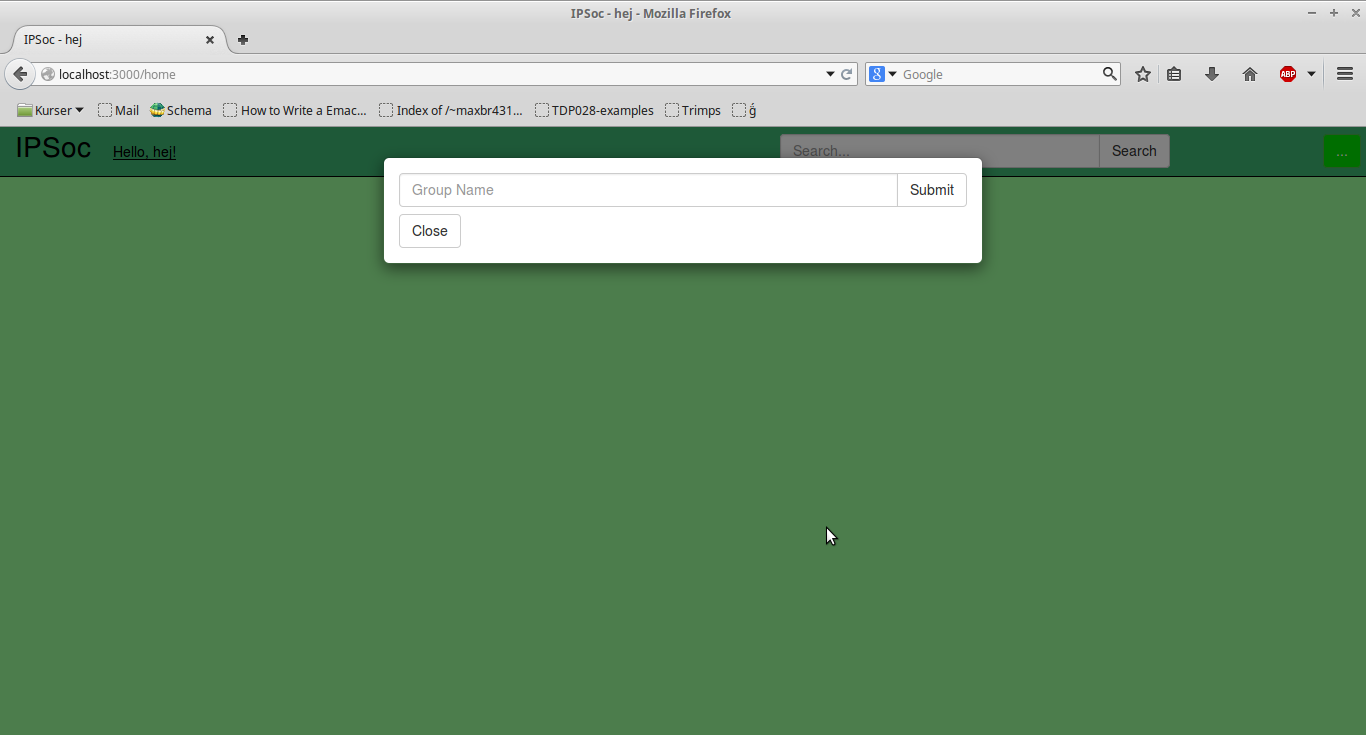 IPSoc - hej - Mozilla Firefox
IPSoc - hej
localhost:3000/home
Google
ABP
Kurser Mail Schema How to Write a Emac... Index of /~maxbr431... TDP028-examples Trimps ǵ
IPSoc Hello, hej! Search... Search ...
Group Name Submit
Close